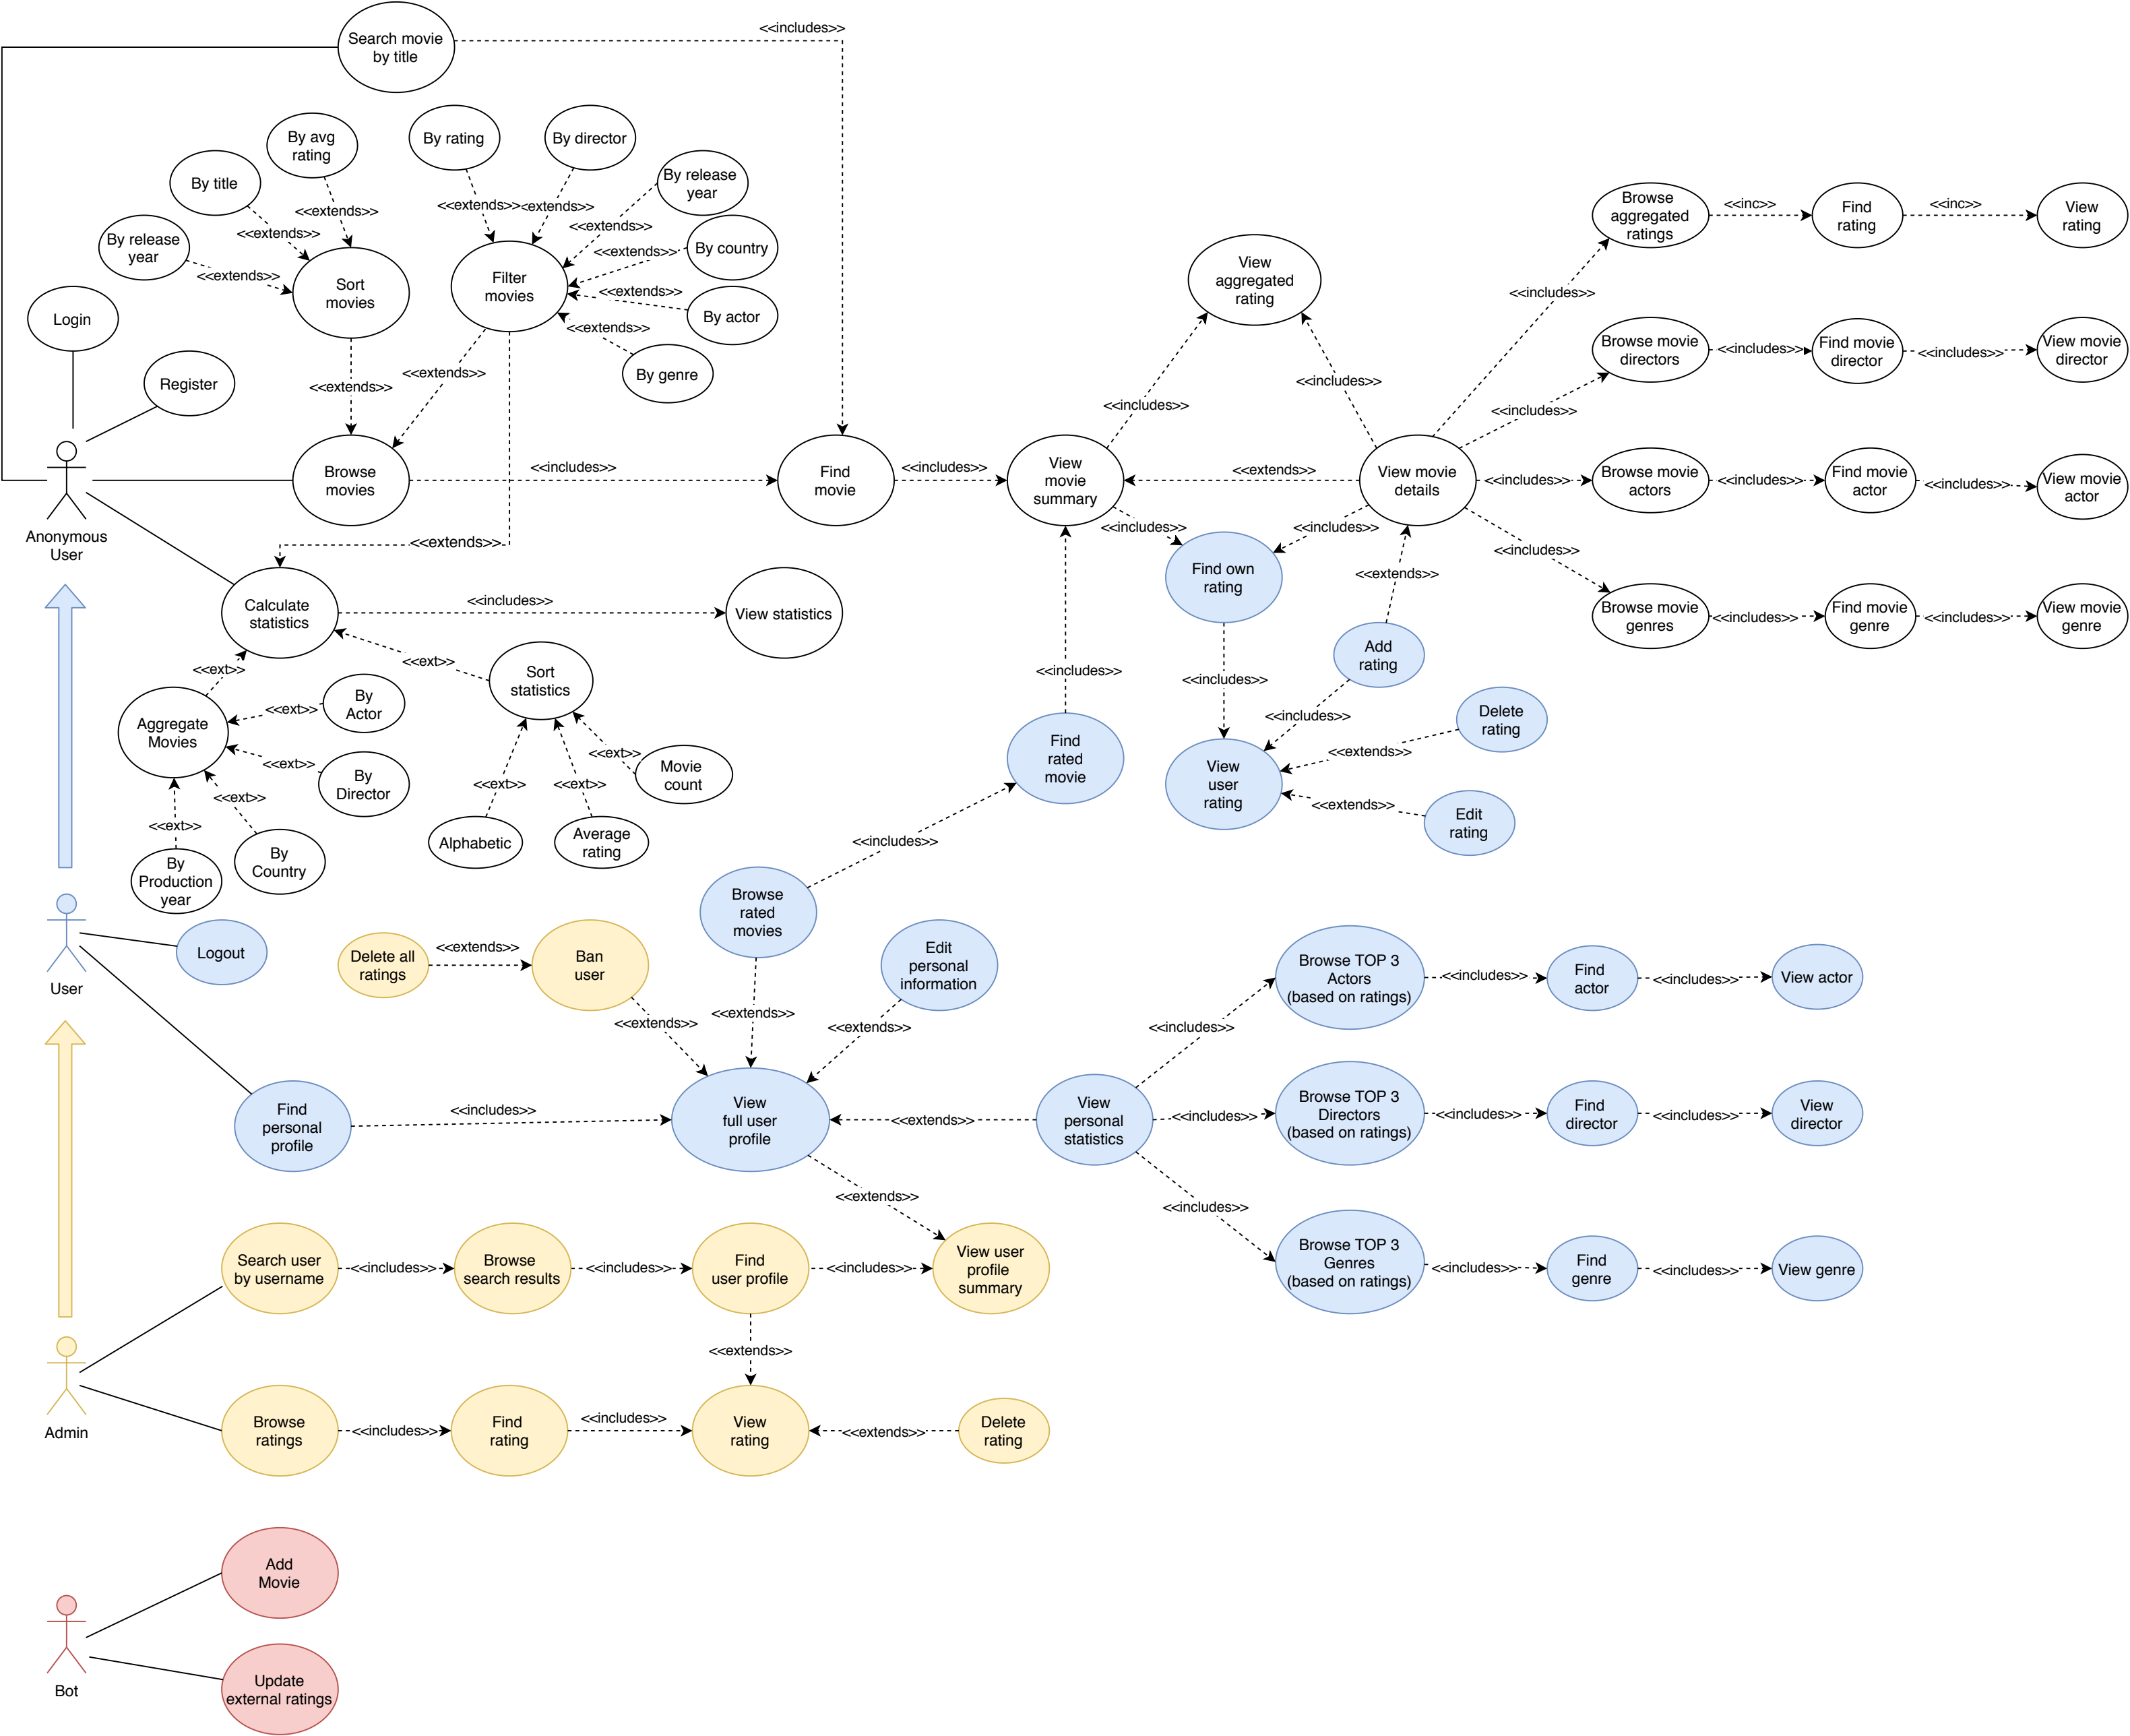 Search movie
by title
<<includes>>
By avg
rating
By rating
By director
By title
By release
year
<<extends>>
<<extends>>
<<extends>>
<<extends>>
<<extends>>
By release
year
<<extends>>
Sort
movies
Filter
movies
<<extends>>
By country
<<extends>>
By actor
<<extends>>
By genre
Login
Register
<<extends>>
<<extends>>
Browse
movies
<<includes>>
Find
movie
<<includes>>
View
movie
summary
<<extends>>
View movie
details
View
aggregated
rating
<<includes>>
<<includes>>
<<includes>>
Browse
aggregated
ratings
<<inc>>
Find
rating
<<inc>>
View
rating
<<includes>>
Browse movie
directors
<<includes>>
Find movie
director
<<includes>>
View movie
director
<<includes>>
Browse movie
actors
<<includes>>
Find movie
actor
<<includes>>
View movie
actor
<<includes>>
Browse movie
genres
<<includes>>
Find movie
genre
<<includes>>
View movie
genre
Anonymous
User
<<extends>>
<<includes>>
<<includes>>
Find own
rating
<<extends>>
Calculate
statistics
<<includes>>
View statistics
Add
rating
<<ext>>
<<ext>>
Sort
statistics
<<includes>>
<<includes>>
<<includes>>
Aggregate
Movies
<<ext>>
By
Actor
Delete
rating
<<ext>>
By
Director
<<ext>>
Movie
count
Find
rated
movie
View
user
rating
<<extends>>
<<ext>>
<<ext>>
<<ext>>
<<ext>>
<<extends>>
Edit
rating
Alphabetic
Average
rating
<<includes>>
By
Production
year
By
Country
Browse
rated
movies
User
Logout
Delete all
ratings
<<extends>>
Ban
user
Edit
personal
information
<<extends>>
<<extends>>
<<extends>>
Browse TOP 3
Actors
(based on ratings)
<<includes>>
Find
actor
<<includes>>
View actor
<<includes>>
Find
personal
profile
<<includes>>
View
full user
profile
<<extends>>
View
personal
statistics
<<includes>>
Browse TOP 3
Directors
(based on ratings)
<<includes>>
Find
director
<<includes>>
View
director
<<extends>>
<<includes>>
Search user
by username
<<includes>>
Browse
search results
<<includes>>
Find
user profile
<<includes>>
View user
profile
summary
Browse TOP 3
Genres
(based on ratings)
<<includes>>
Find
genre
<<includes>>
View genre
<<extends>>
Admin
Browse
ratings
<<includes>>
Find
rating
<<includes>>
View
rating
<<extends>>
Delete
rating
Add
Movie
Bot
Update
external ratings